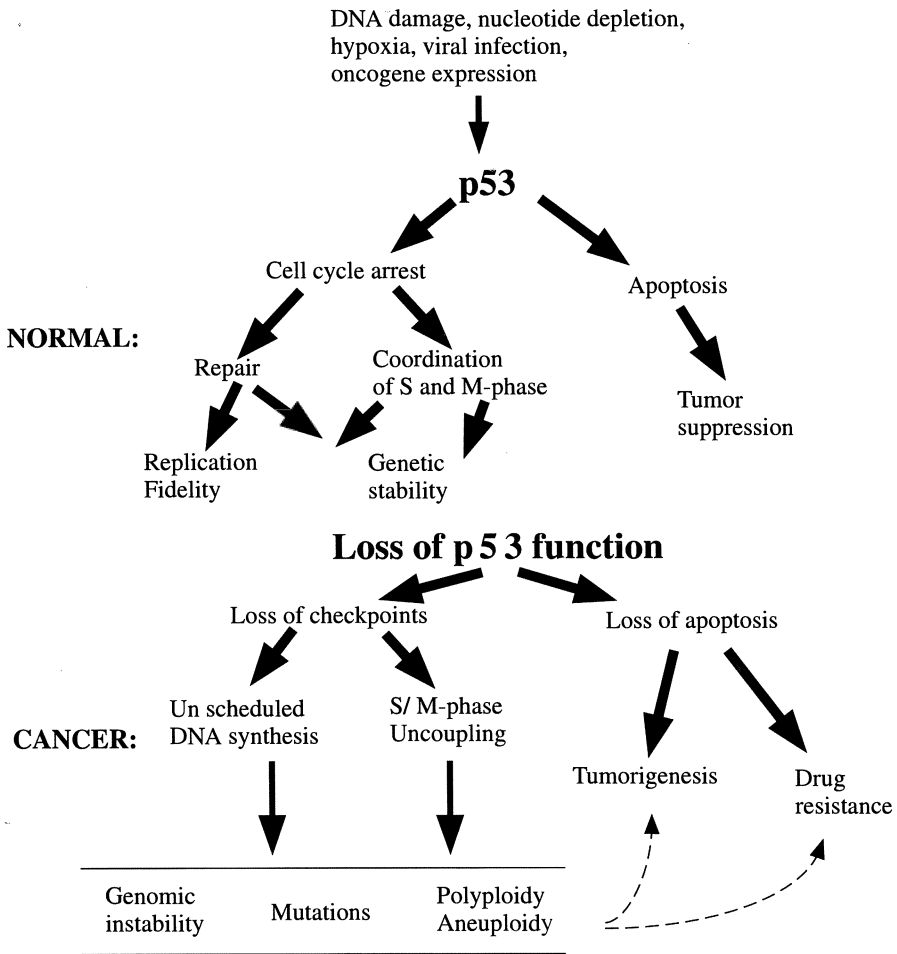 DNA damage, nucleotide depletion,
hypoxia, viral infection,
oncogene expression
p53
Cell cycle arrest
Apoptosis
NORMAL:
Repair
Coordination
of S and M-phase
Tumor
suppression
Replication
Fidelity
Genetic
stability
Loss of p 5 3 function
Loss of checkpoints
Loss of apoptosis
Un scheduled
DNA synthesis
S/ M-phase
Uncoupling
CANCER:
Tumorigenesis
Drug
resistance
Genomic
instability
Mutations
Polyploidy
Aneuploidy